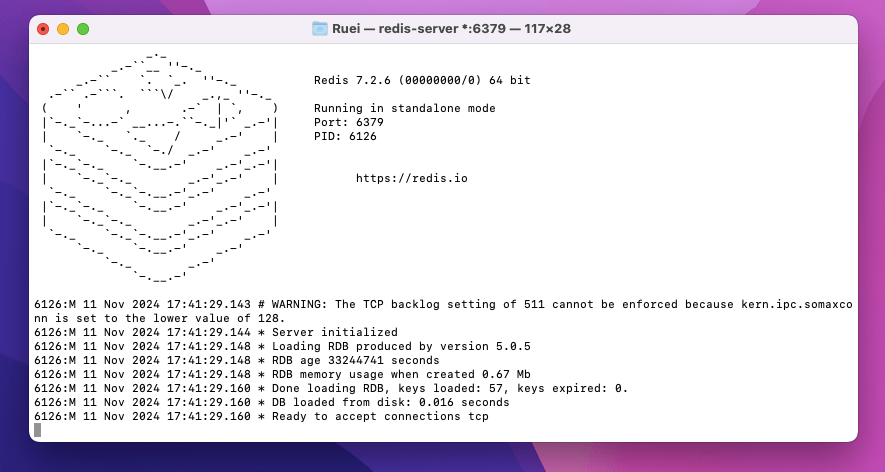 Ruei — redis-server *:6379 — 117×28
Redis 7.2.6 (00000000/0) 64 bit
Running in standalone mode
Port: 6379
PID: 6126
https://redis.io
6126:M 11 Nov 2024 17:41:29.143 # WARNING: The TCP backlog setting of 511 cannot be enforced because kern.ipc.somaxco
nn is set to the lower value of 128.
6126:M 11 Nov 2024 17:41:29.144 * Server initialized
6126:M 11 Nov 2024 17:41:29.148 * Loading RDB produced by version 5.0.5
6126:M 11 Nov 2024 17:41:29.148 * RDB age 33244741 seconds
6126:M 11 Nov 2024 17:41:29.148 * RDB memory usage when created 0.67 Mb
6126:M 11 Nov 2024 17:41:29.160 * Done loading RDB, keys loaded: 57, keys expired: 0.
6126:M 11 Nov 2024 17:41:29.160 * DB loaded from disk: 0.016 seconds
6126:M 11 Nov 2024 17:41:29.160 * Ready to accept connections tcp